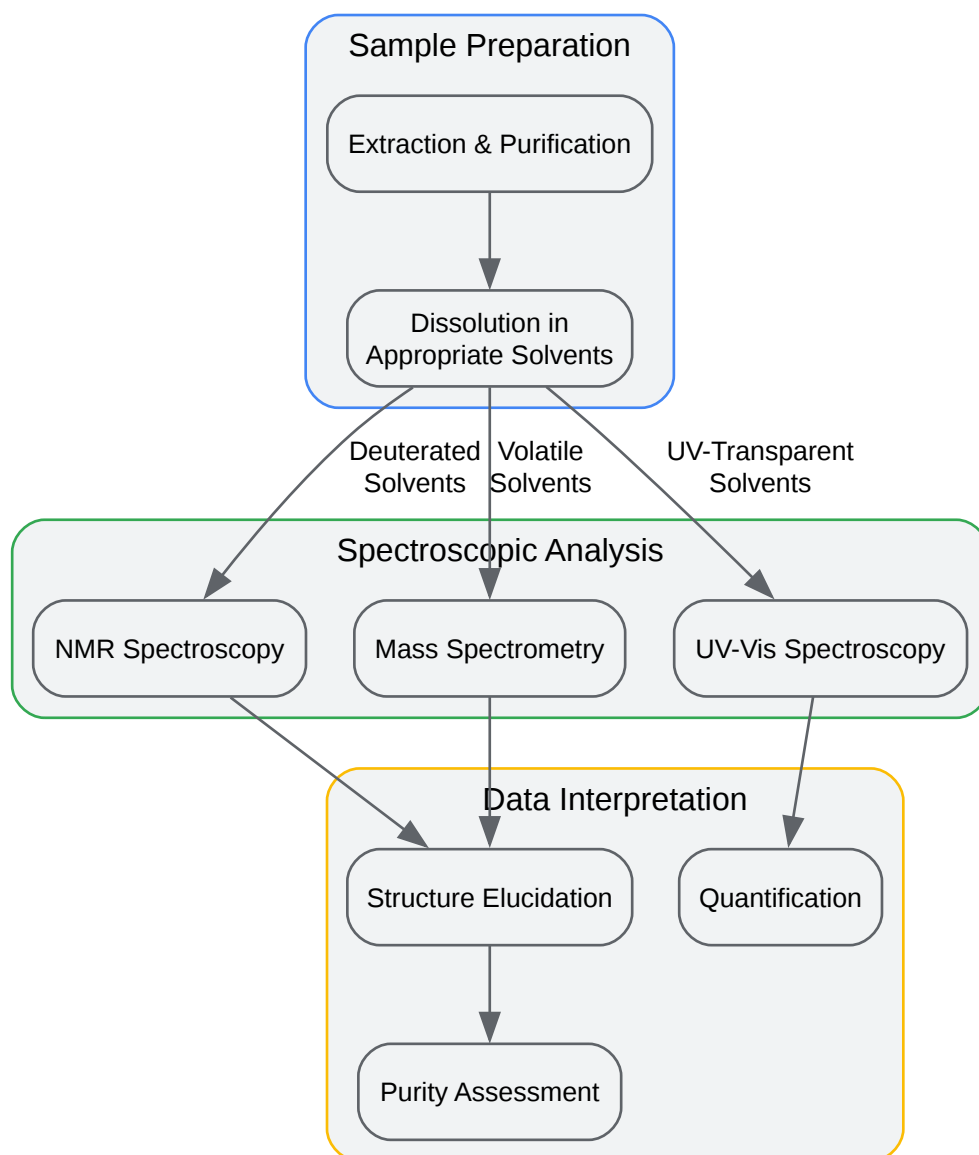 Sample Preparation
Extraction & Purification
Dissolution in
Appropriate Solvents
Deuterated
Solvents
Volatile
Solvents
UV-Transparent
Solvents
Spectroscopic Analysis
NMR Spectroscopy
Mass Spectrometry
UV-Vis Spectroscopy
Data Interpretation
Structure Elucidation
Quantification
Purity Assessment